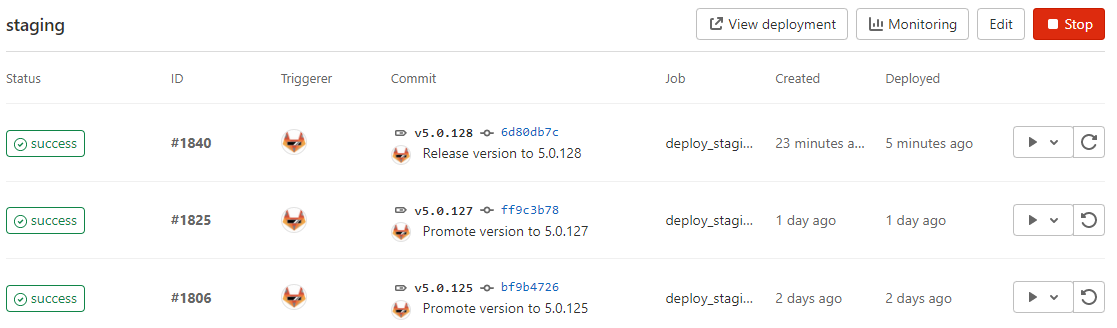 staging View deployment Monitoring Edit Stop
Status ID Triggerer Commit Job Created Deployed
v5.0.128 6d80db7c
success #1840 deploy_stagi... 23 minutes a... 5 minutes ago
Release version to 5.0.128
v5.0.127 ff9c3b78
success #1825 deploy_stagi... 1 day ago 1 day ago
Promote version to 5.0.127
v5.0.125 bf9b4726
success #1806 deploy_stagi... 2 days ago 2 days ago
Promote version to 5.0.125